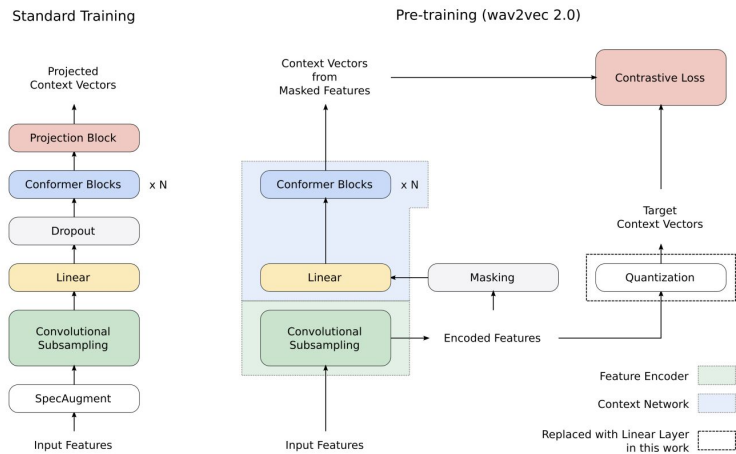 Standard Training
Projected
Context Vectors
Projection Block
Conformer Blocks
x N
Dropout
Linear
Convolutional
Subsampling
SpecAugment
Input Features
Pre-training (wav2vec 2.0)
Context Vectors
from
Masked Features
Contrastive Loss
Conformer Blocks
x N
Target
Context Vectors
Linear
Masking
Quantization
Convolutional
Subsampling
Encoded Features
Input Features
Feature Encoder
Context Network
Replaced with Linear Layer
in this work